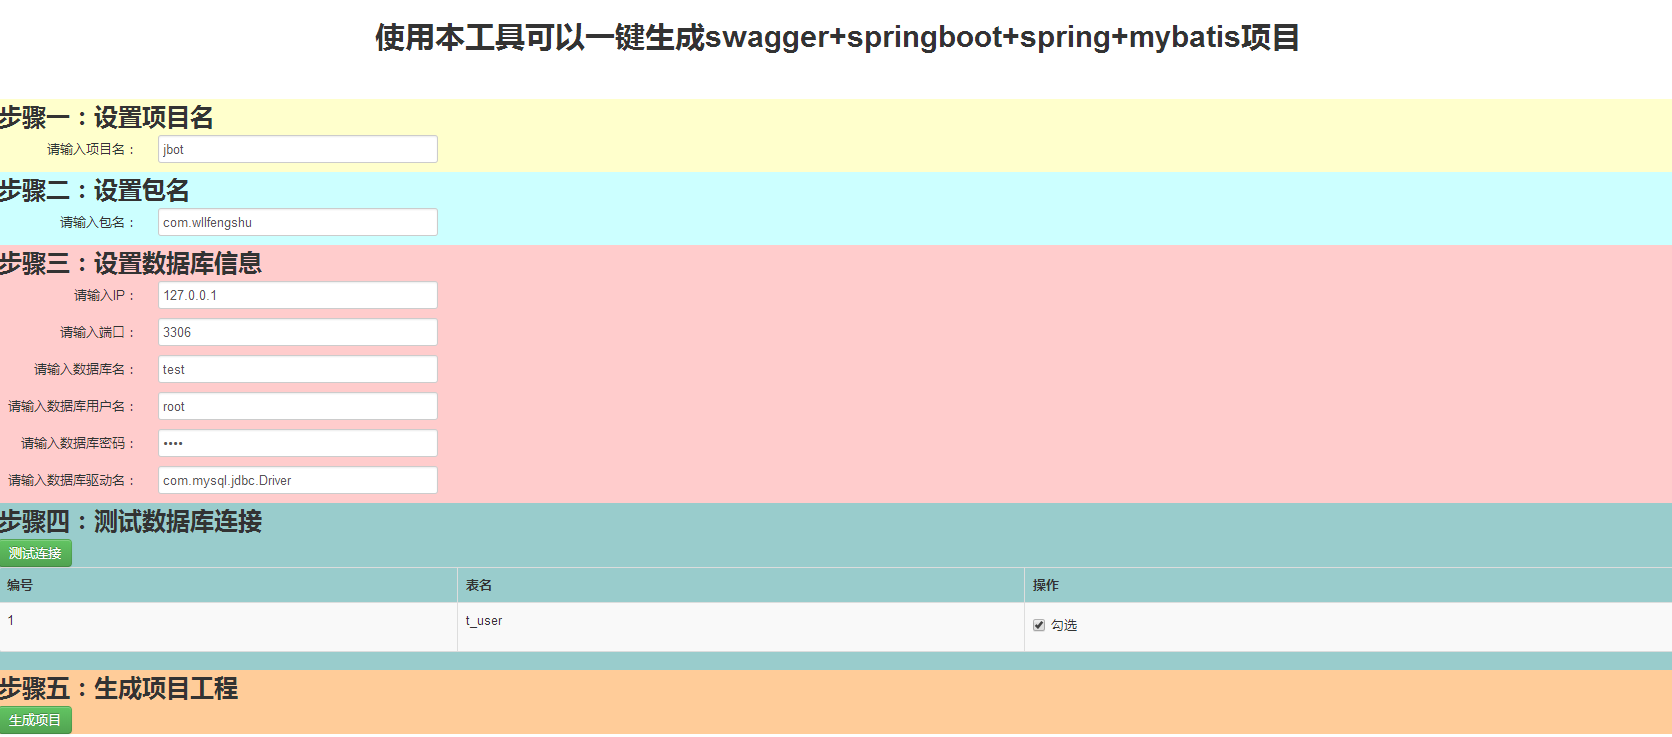 使用本工具可以一键生成swagger+springboot+spring+mybatis项目
步骤一：设置项目名
请输入项目名： jbot
步骤二：设置包名
请输入包名： com.wllfengshu
步骤三：设置数据库信息
请输入IP： 127.0.0.1
请输入端口： 3306
请输入数据库名： test
请输入数据库用户名： root
请输入数据库密码： ••••
请输入数据库驱动名： com.mysql.jdbc.Driver
步骤四：测试数据库连接
测试连接
编号 表名 操作
1 t_user 勾选
步骤五：生成项目工程
生成项目